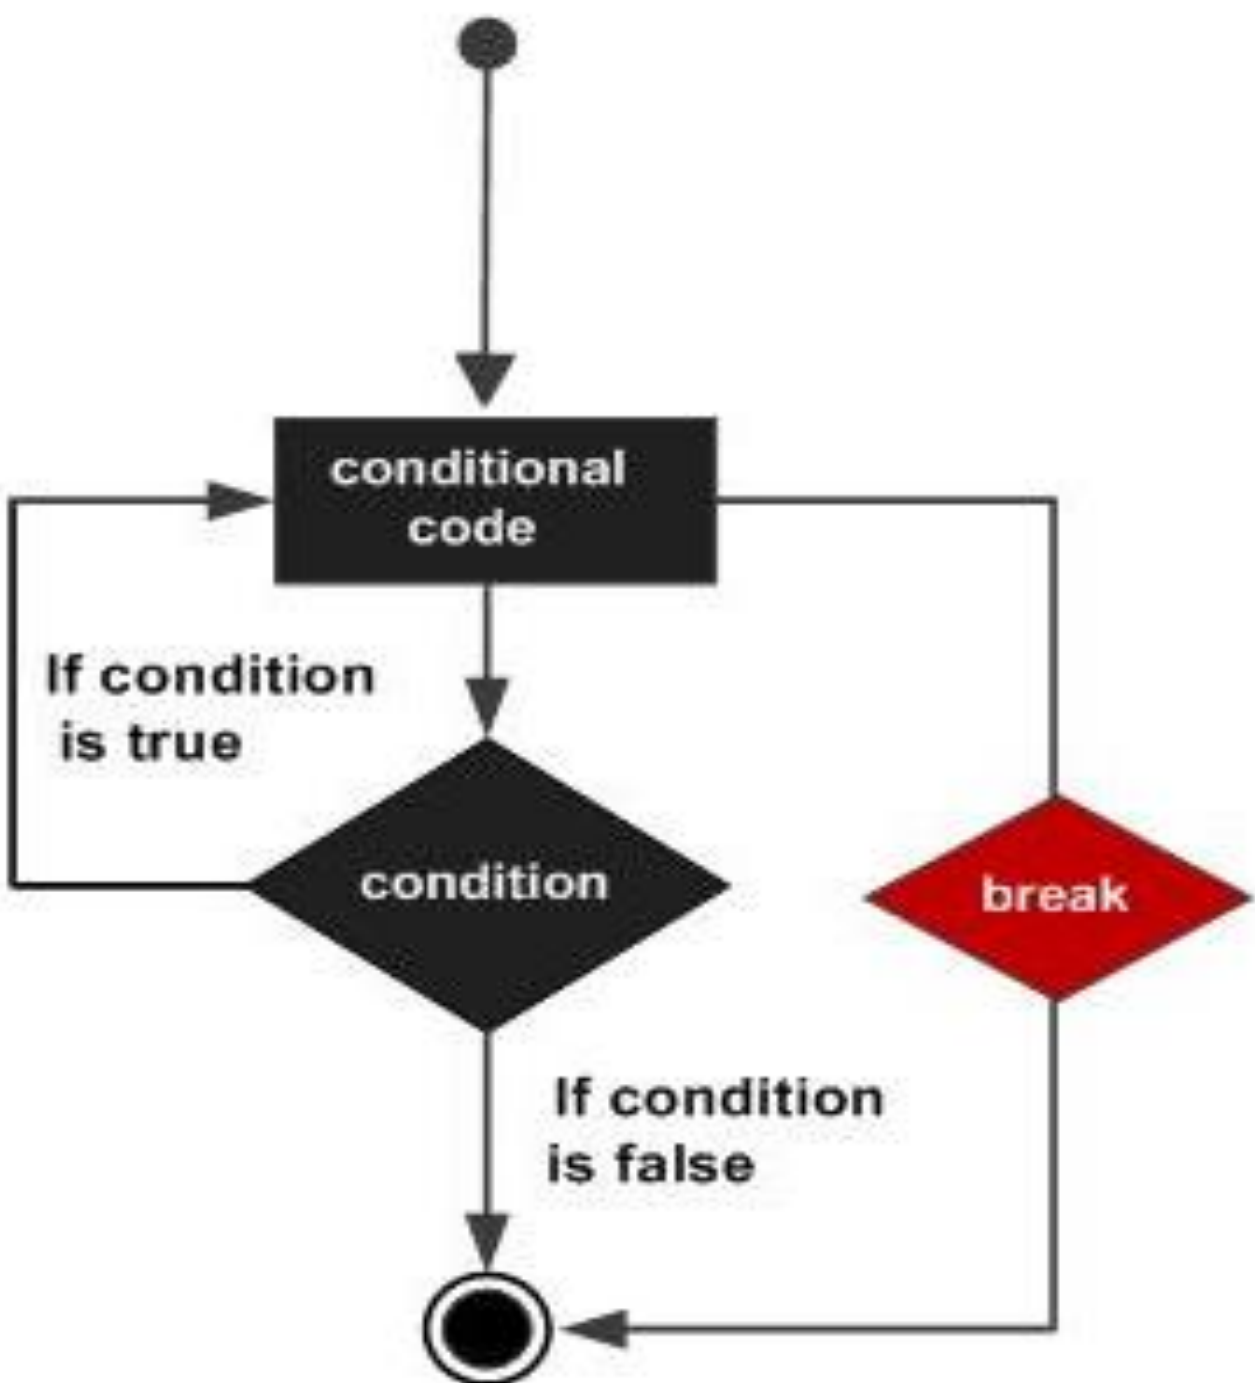 conditional
code
If condition
is true
condition
break
If condition
is false